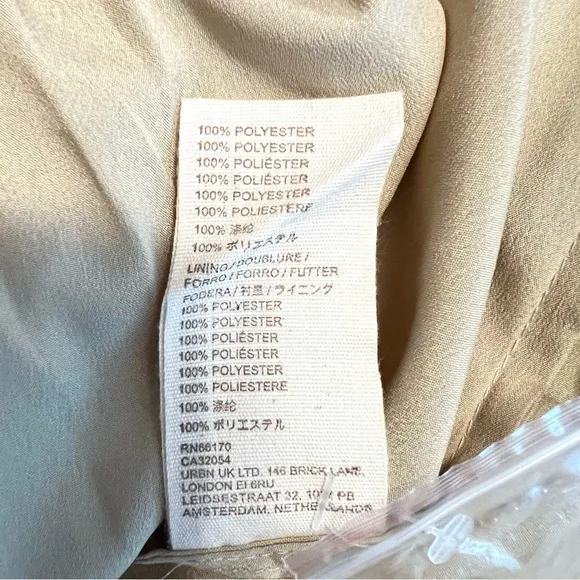 100% POLYESTER
100% POLYESTER
100% POLIÉSTER
100% POLIÉSTER
100% POLYESTER
100% POLIESTERE
100% 涤纶
100% ポリエステル
LINING / DOUBLURE /
FORRO / FORRO / FUTTER
FODERA / 衬里 / ライニング
100% POLYESTER
100% POLYESTER
100% POLIÉSTER
100% POLIÉSTER
100% POLYESTER
100% POLIESTERE
100% 涤纶
100% ポリエステル
RN66170
CA32054
URBN UK LTD. 146 BRICK LANE,
LONDON E1 6RU
LEIDSESTRAAT 32, PB
AMSTERDAM, NETHERLANDS